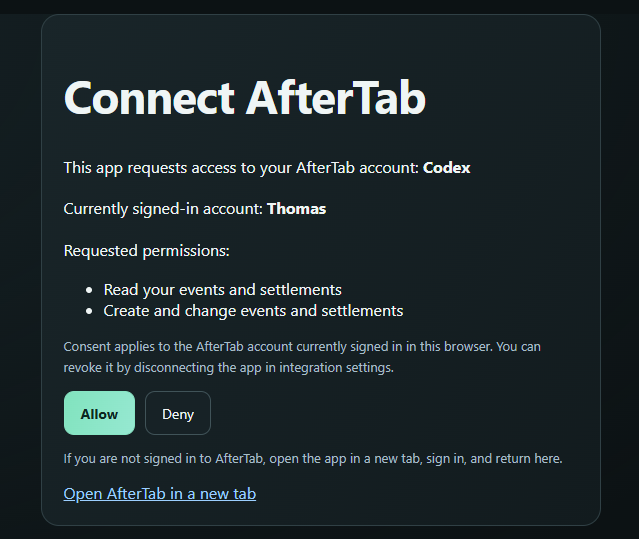 Connect AfterTab
This app requests access to your AfterTab account: Codex
Currently signed-in account: Thomas
Requested permissions:
• Read your events and settlements
• Create and change events and settlements
Consent applies to the AfterTab account currently signed in in this browser. You can
revoke it by disconnecting the app in integration settings.
Allow Deny
If you are not signed in to AfterTab, open the app in a new tab, sign in, and return here.
Open AfterTab in a new tab